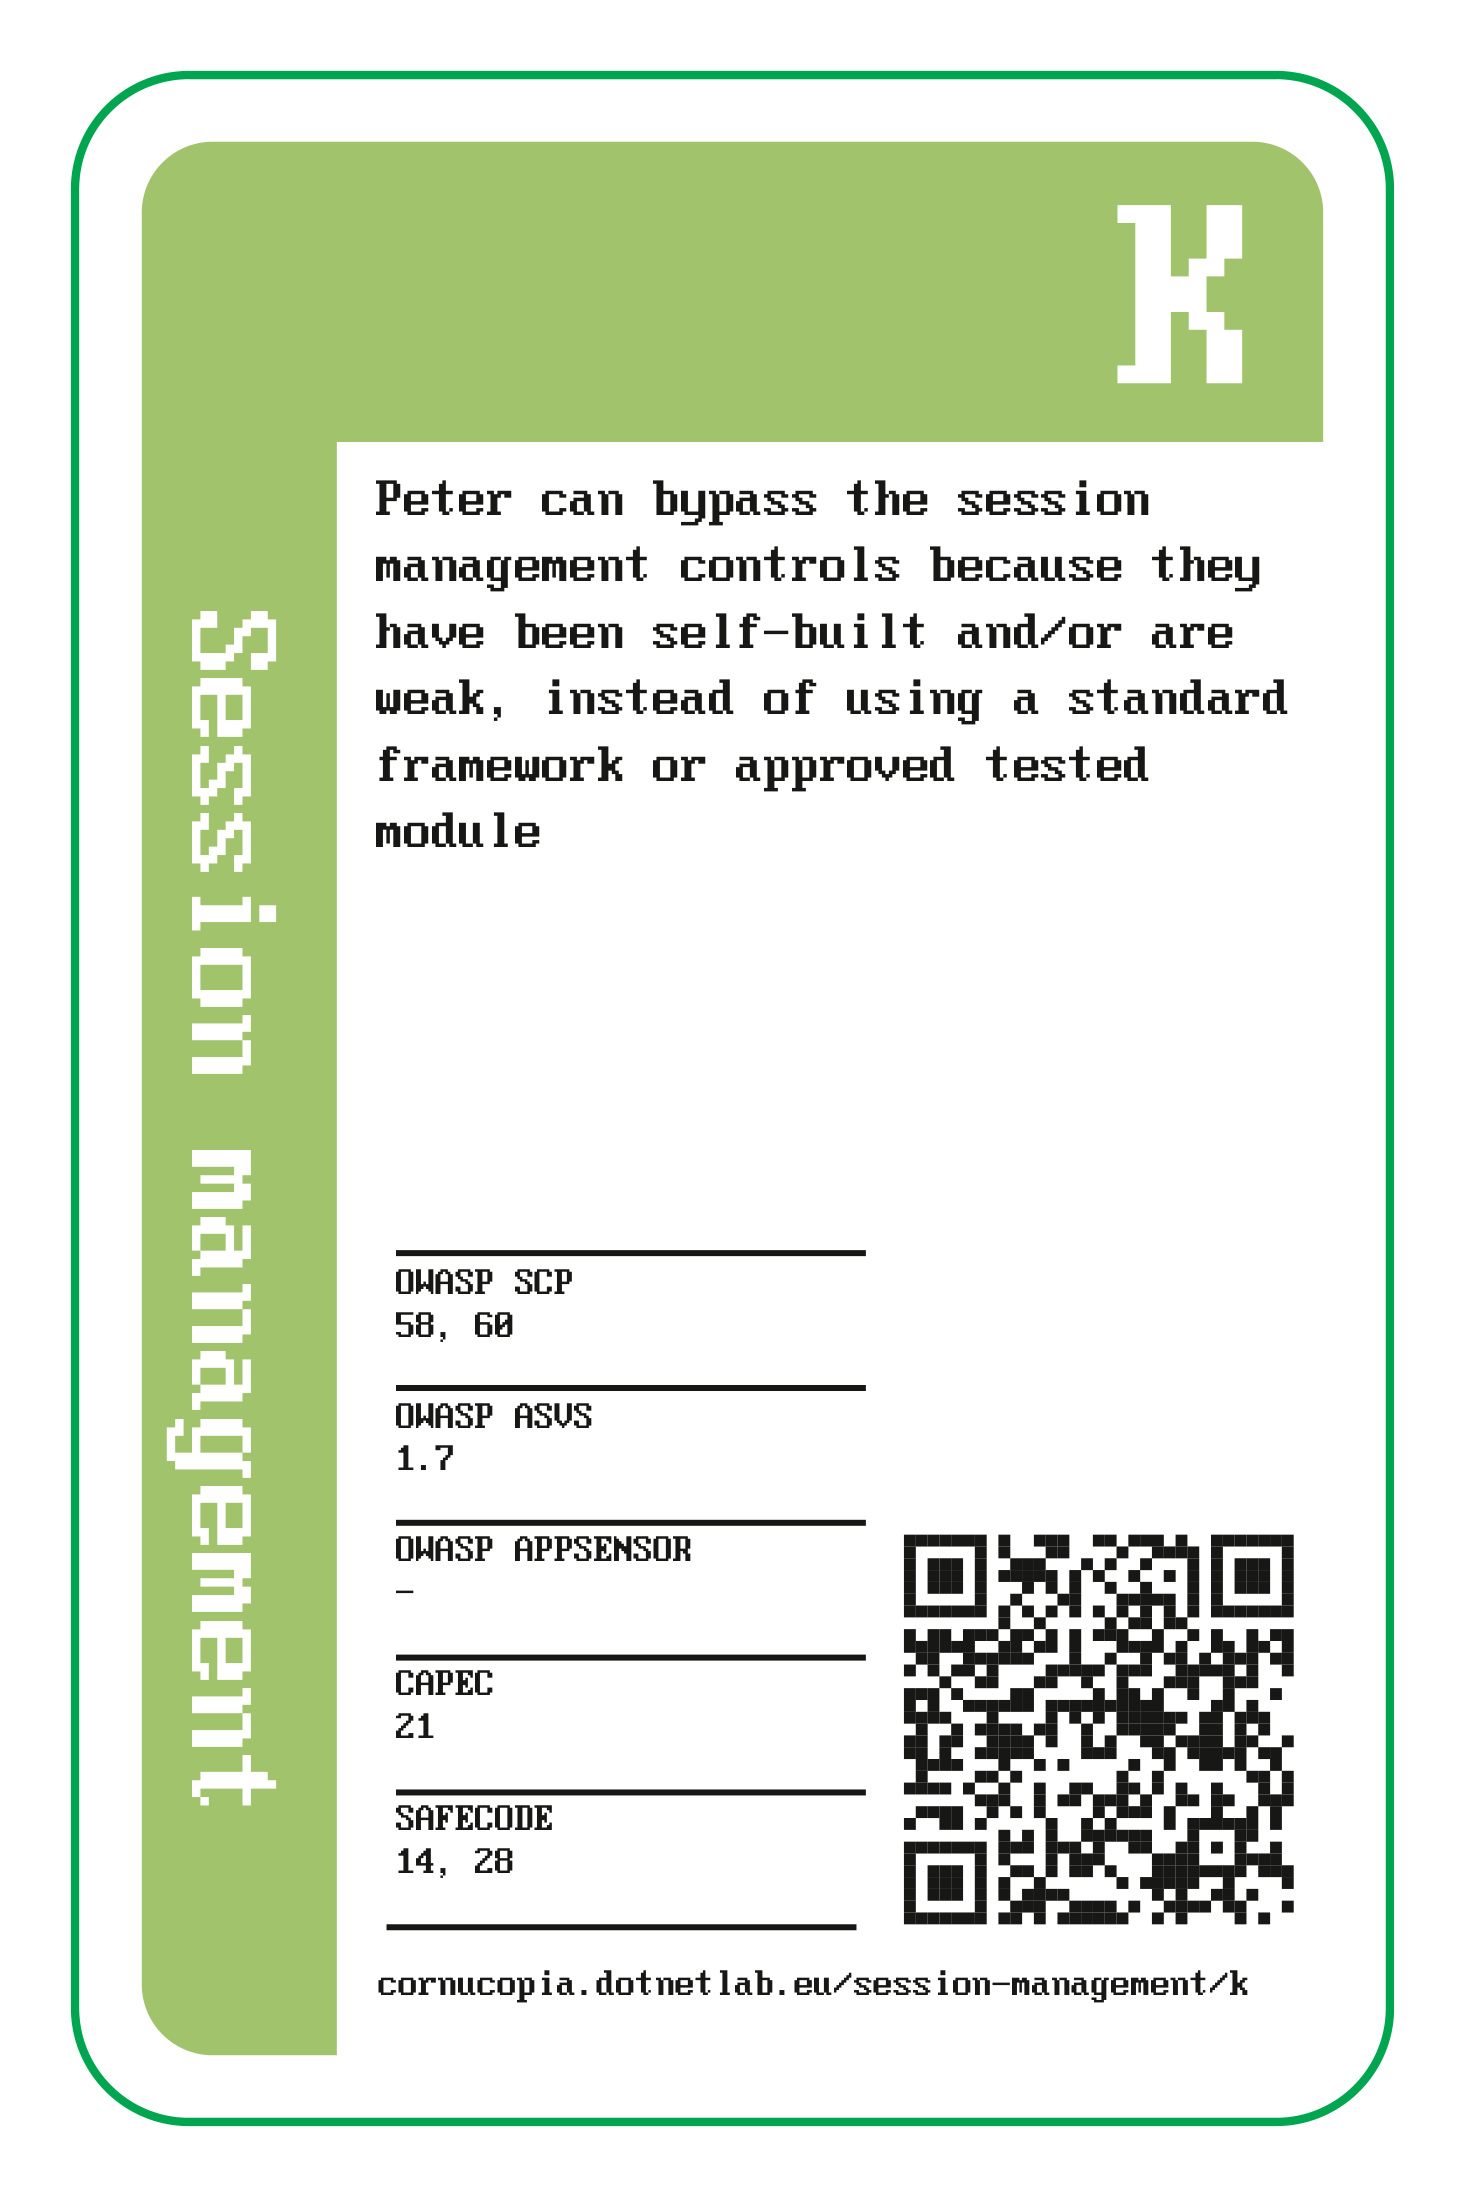 K
Session management
Peter can bypass the session
management controls because they
have been self-built and/or are
weak, instead of using a standard
framework or approved tested
module
OWASP SCP
58, 60
OWASP ASVS
1.7
OWASP APPSENSOR
-
CAPEC
21
SAFECODE
14, 28
cornucopia.dotnetlab.eu/session-management/k